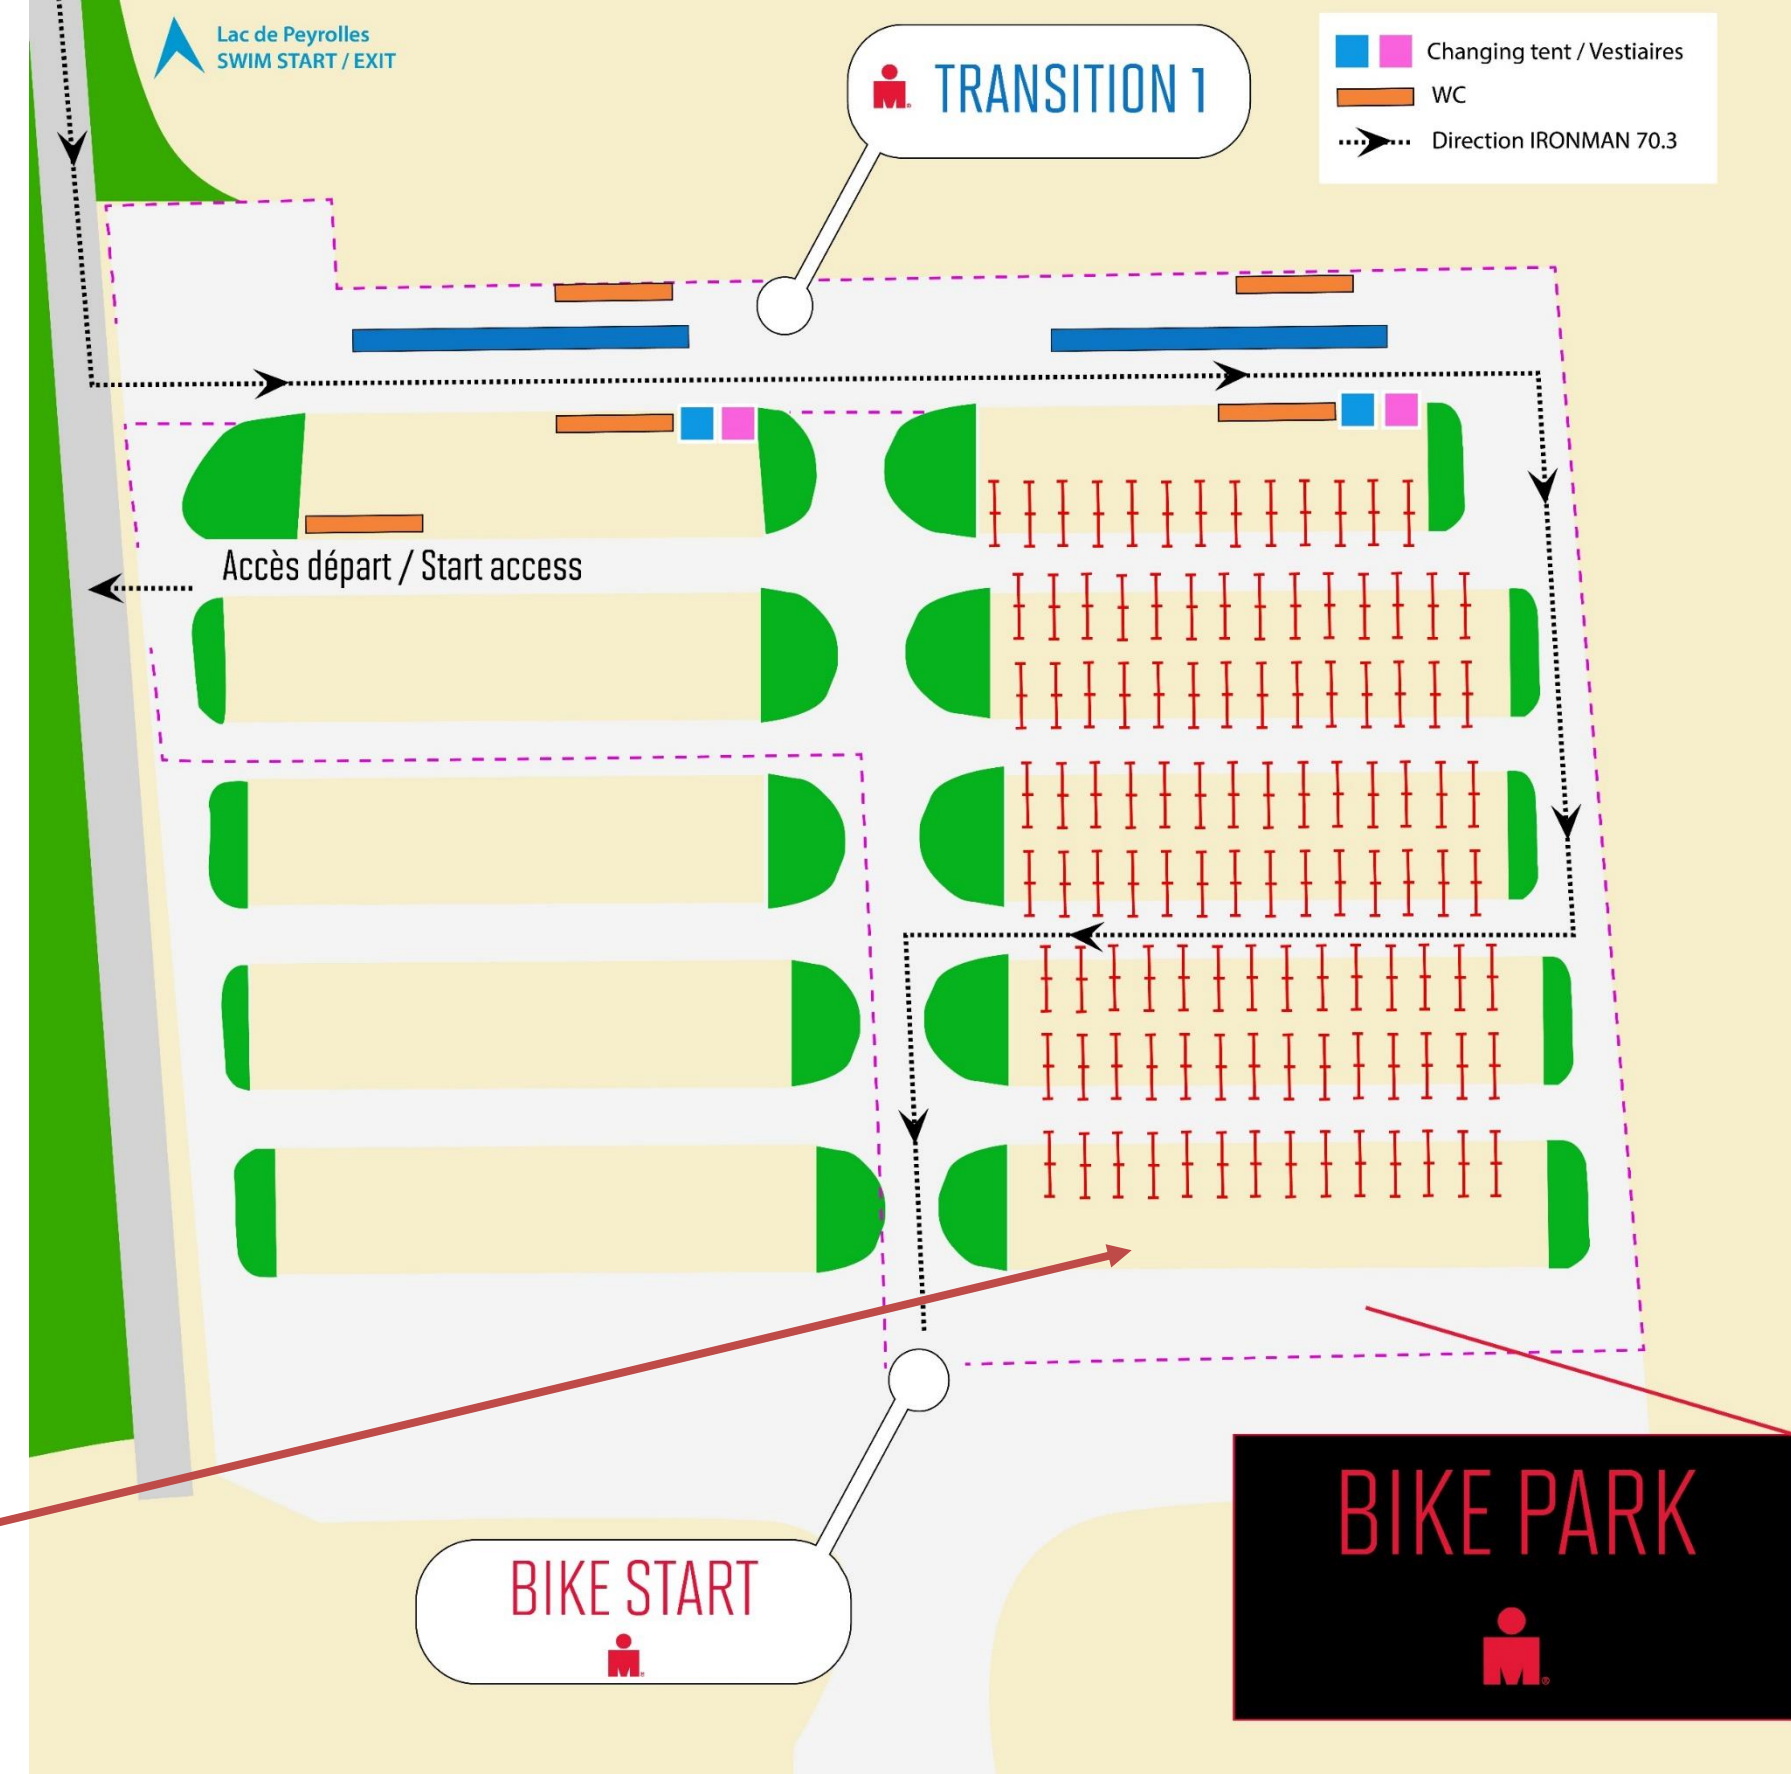 Lac de Peyrolles
SWIM START / EXIT
TRANSITION 1
Changing tent / Vestiaires
WC
Direction IRONMAN 70.3
Accès départ / Start access
BIKE START
BIKE PARK